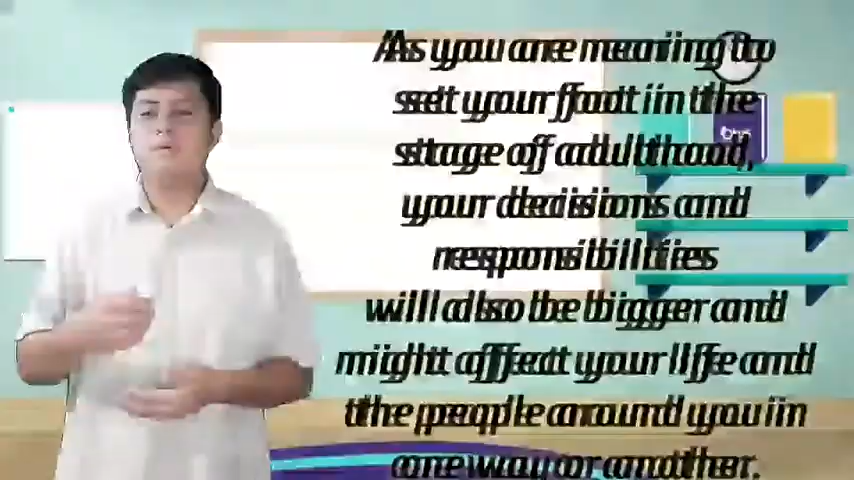 As you are nearing to
set your foot in the
stage of adulthood,
your decisions and
responsibilities
will also be bigger and
might affect your life and
the people around you in
one way or another.